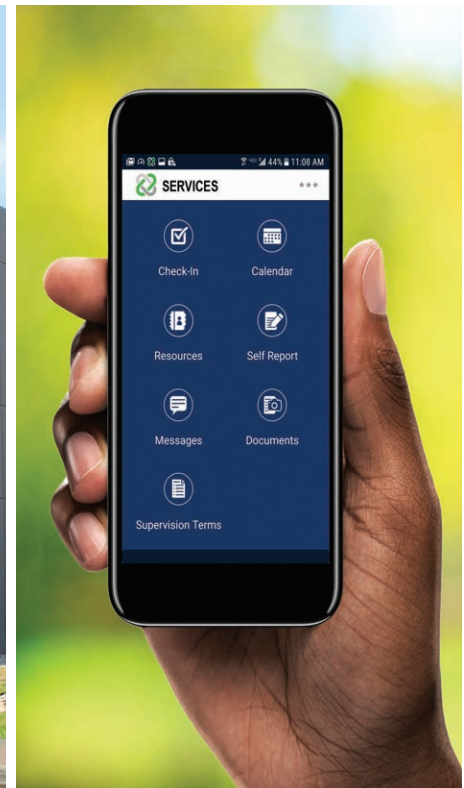 44% 11:08 AM
SERVICES
Check-In
Calendar
Resources
Self Report
Messages
Documents
Supervision Terms